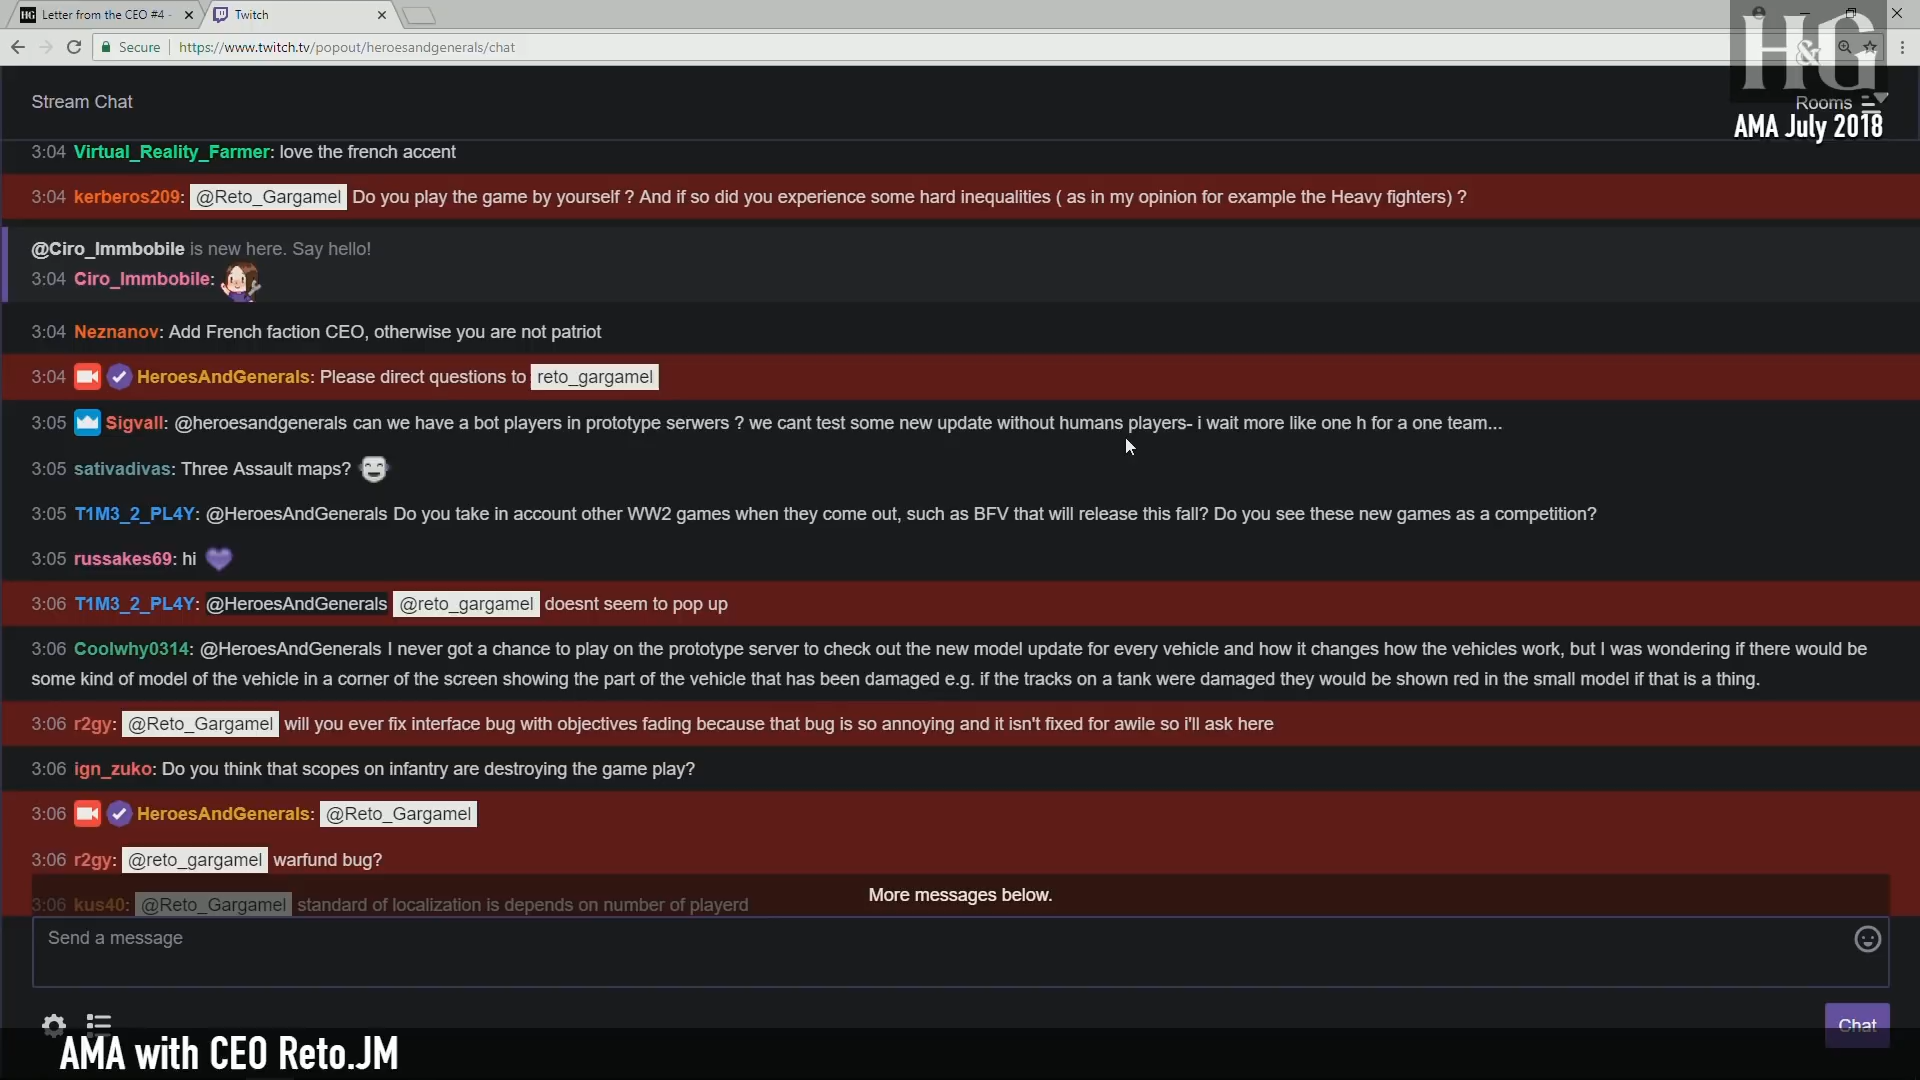 Letter from the CEO #4 -
Twitch
Secure
https://www.twitch.tv/popout/heroesandgenerals/chat
H&G
Stream Chat
Rooms
AMA July 2018
3:04 Virtual_Reality_Farmer: love the french accent
3:04 kerberos209: @Reto_Gargamel Do you play the game by yourself ? And if so did you experience some hard inequalities ( as in my opinion for example the Heavy fighters) ?
@Ciro_Immbobile is new here. Say hello!
3:04 Ciro_Immbobile:
3:04 Neznanov: Add French faction CEO, otherwise you are not patriot
3:04 HeroesAndGenerals: Please direct questions to reto_gargamel
3:05 Sigvall: @heroesandgenerals can we have a bot players in prototype serwers ? we cant test some new update without humans players- i wait more like one h for a one team...
3:05 sativadivas: Three Assault maps?
3:05 T1M3_2_PL4Y: @HeroesAndGenerals Do you take in account other WW2 games when they come out, such as BFV that will release this fall? Do you see these new games as a competition?
3:05 russakes69: hi
3:06 T1M3_2_PL4Y: @HeroesAndGenerals @reto_gargamel doesnt seem to pop up
3:06 Coolwhy0314: @HeroesAndGenerals I never got a chance to play on the prototype server to check out the new model update for every vehicle and how it changes how the vehicles work, but I was wondering if there would be
some kind of model of the vehicle in a corner of the screen showing the part of the vehicle that has been damaged e.g. if the tracks on a tank were damaged they would be shown red in the small model if that is a thing.
3:06 r2gy: @Reto_Gargamel will you ever fix interface bug with objectives fading because that bug is so annoying and it isn't fixed for awile so i'll ask here
3:06 ign_zuko: Do you think that scopes on infantry are destroying the game play?
3:06 HeroesAndGenerals: @Reto_Gargamel
3:06 r2gy: @reto_gargamel warfund bug?
More messages below.
3:06 kus40: @Reto_Gargamel standard of localization is depends on number of playerd
Send a message
Chat
AMA with CEO Reto.JM